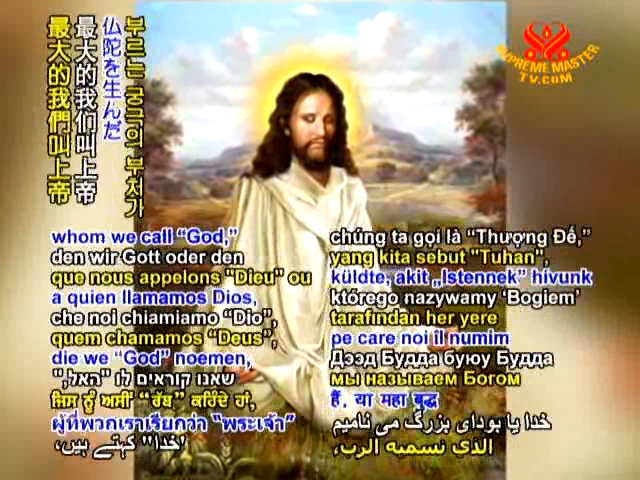 最大的我們叫上帝
最大的我们叫上帝
仏陀を生んだ
부르는 궁극의 부처가
SUPREME MASTER
TV.COM
whom we call “God,”
den wir Gott oder den
que nous appelons "Dieu" ou
a quien llamamos Dios,
che noi chiamiamo “Dio”,
quem chamamos “Deus”,
die we “God” noemen,
שאנו קוראים לו "האל",
ਜਿਸ ਨੂੰ ਅਸੀਂ “ਰੱਬ” ਕਹਿੰਦੇ ਹਾਂ,
ผู้ที่พวกเราเรียกว่า “พระเจ้า”
"خدا" کہتے ہیں،
chúng ta gọi là “Thượng Đế,”
yang kita sebut "Tuhan",
küldte, akit „Istennek” hívunk
którego nazywamy ‘Bogiem’
tarafından her yere
pe care noi îl numim
Дээд Будда буюу Будда
мы называем Богом
हैं, या महा बुद्ध
خدا یا بودای بزرگ می نامیم
الذي نسميه الرب،